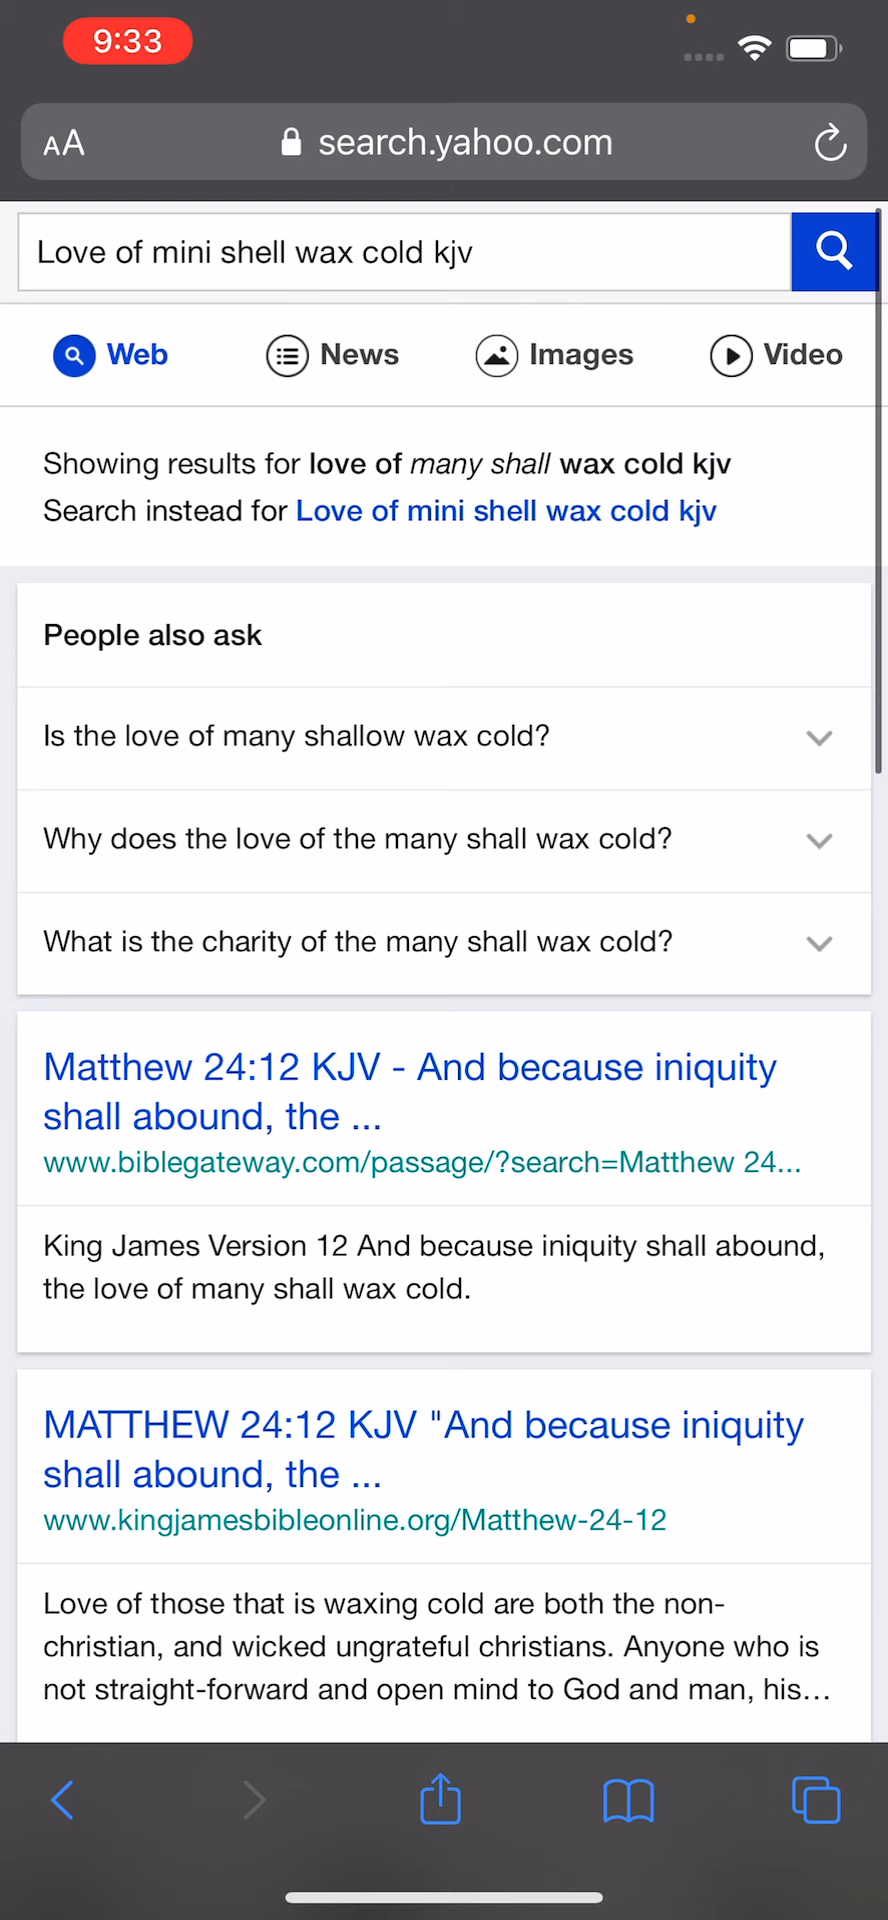 9:33
AA search.yahoo.com
Love of mini shell wax cold kjv
Web News Images Video
Showing results for love of many shall wax cold kjv
Search instead for Love of mini shell wax cold kjv
People also ask
Is the love of many shallow wax cold?
Why does the love of the many shall wax cold?
What is the charity of the many shall wax cold?
Matthew 24:12 KJV - And because iniquity
shall abound, the ...
www.biblegateway.com/passage/?search=Matthew 24...
King James Version 12 And because iniquity shall abound,
the love of many shall wax cold.
MATTHEW 24:12 KJV "And because iniquity
shall abound, the ...
www.kingjamesbibleonline.org/Matthew-24-12
Love of those that is waxing cold are both the non-
christian, and wicked ungrateful christians. Anyone who is
not straight-forward and open mind to God and man, his...